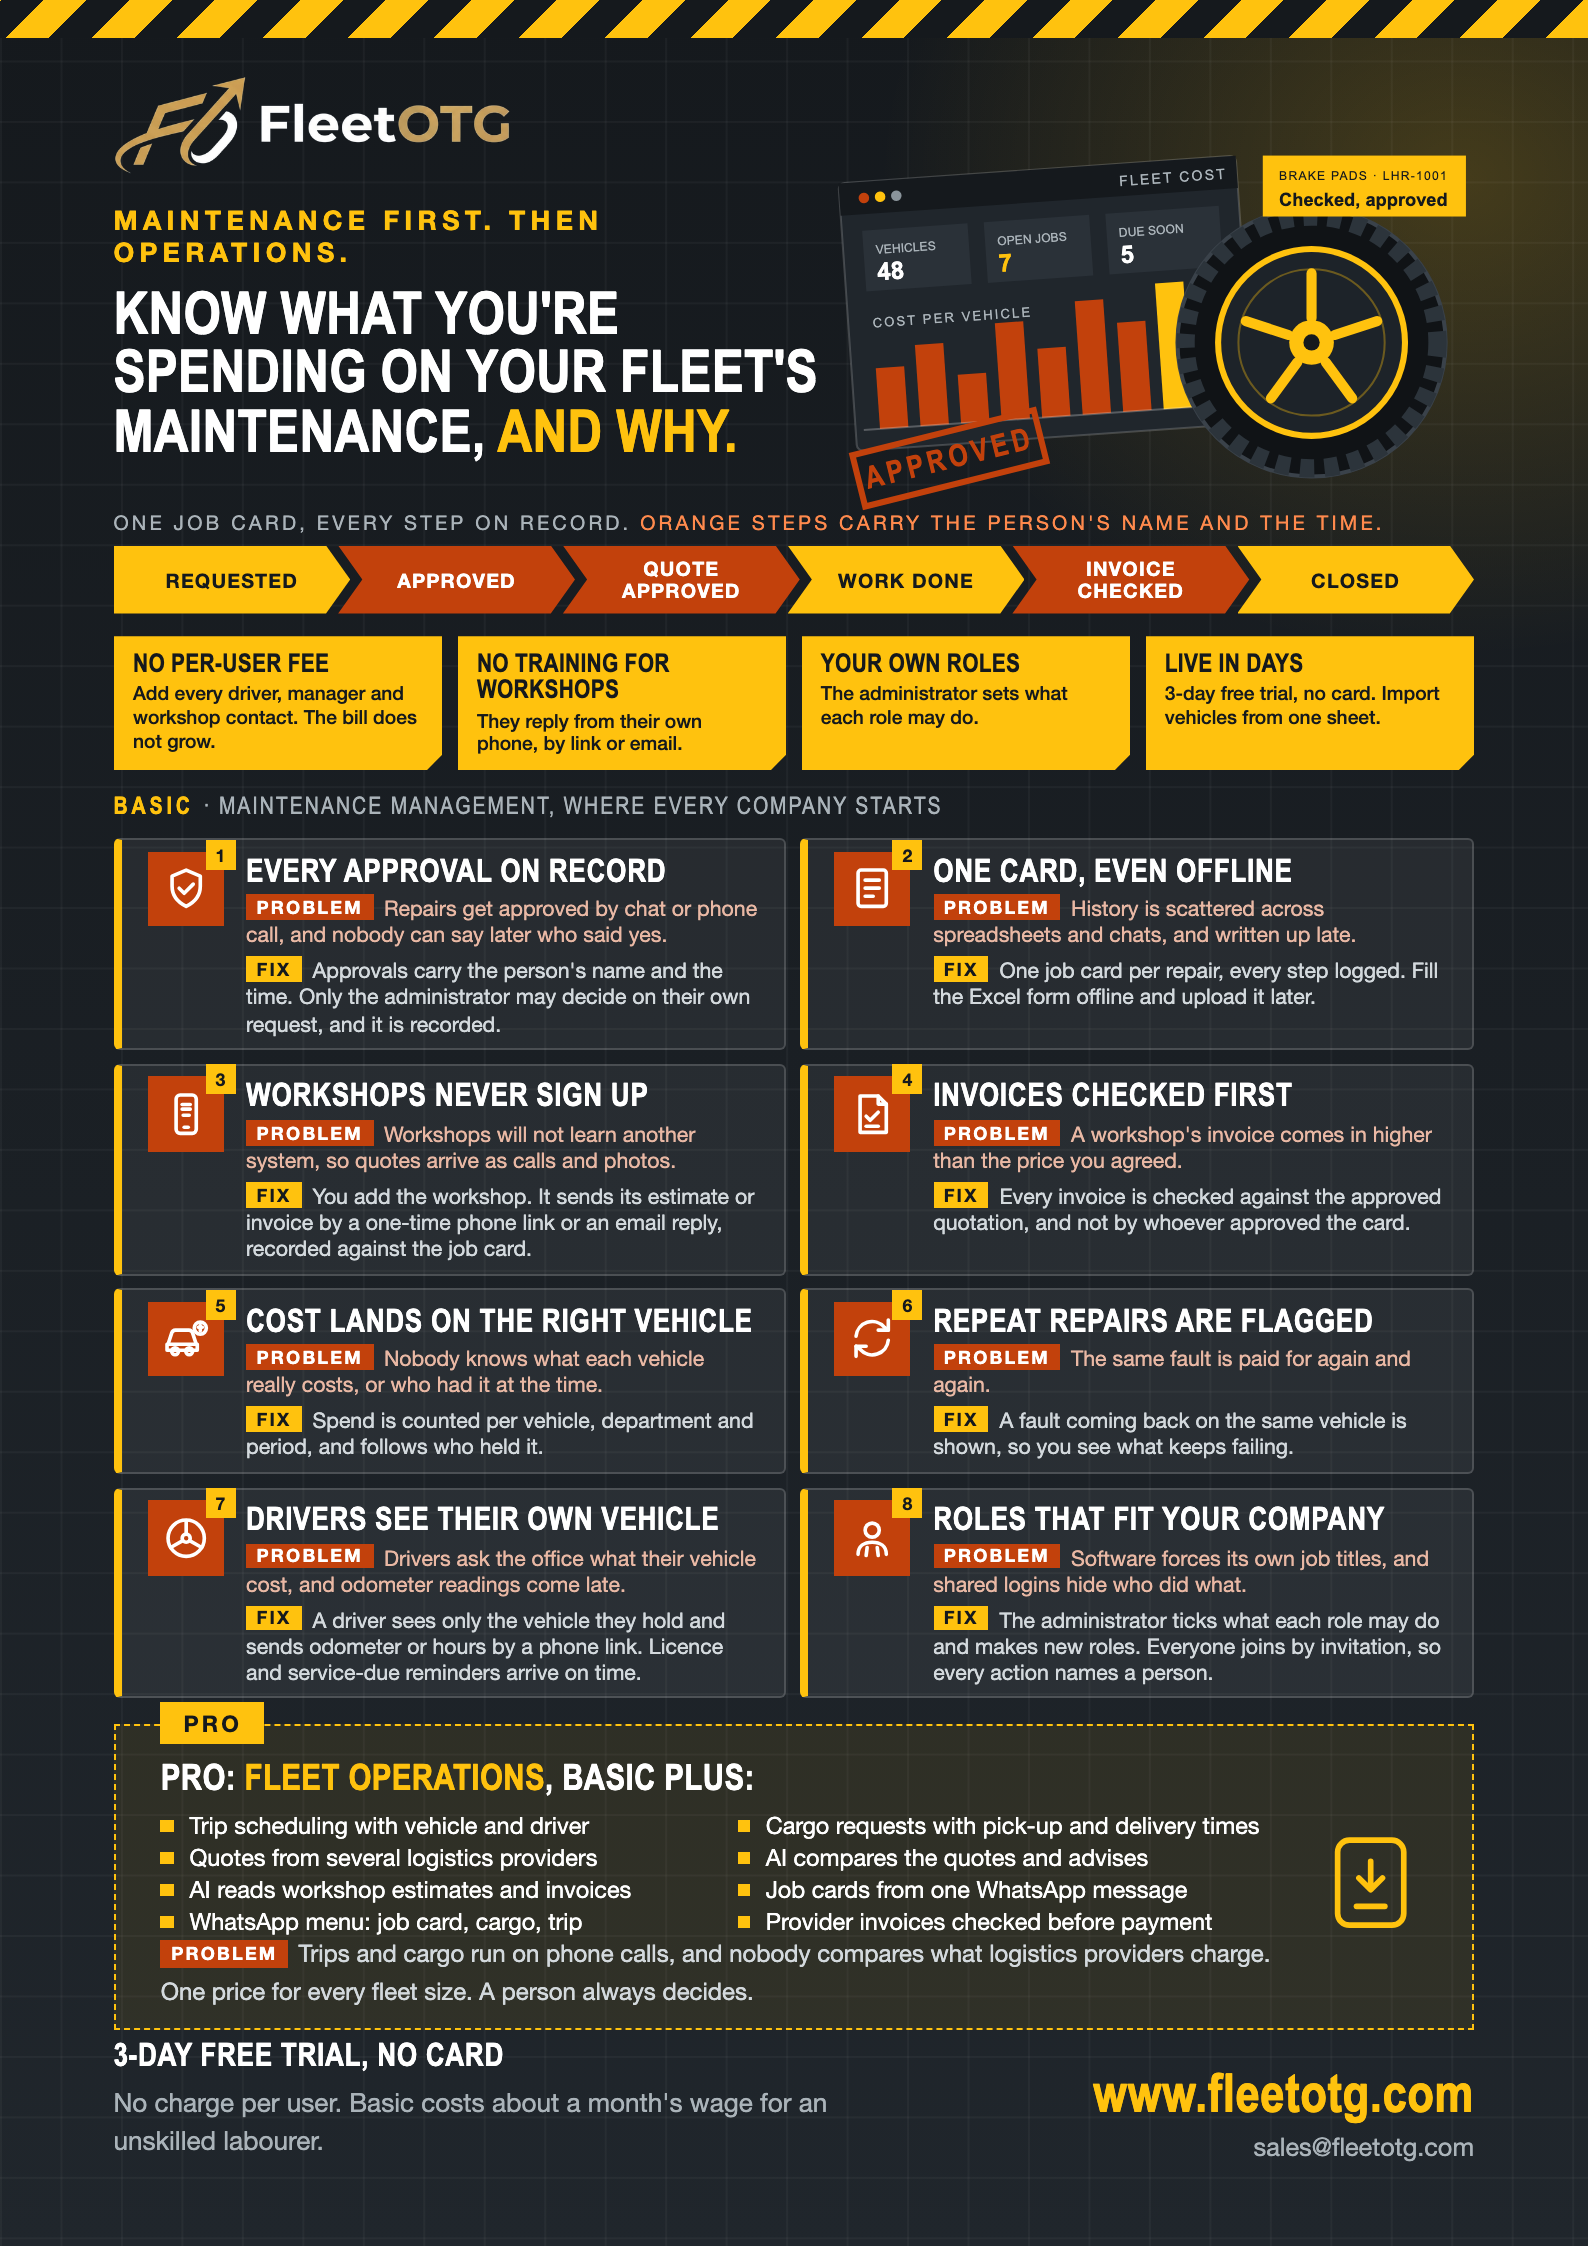 FleetOTG
MAINTENANCE FIRST. THEN
OPERATIONS.
KNOW WHAT YOU'RE
SPENDING ON YOUR FLEET'S
MAINTENANCE, AND WHY.
FLEET COST
VEHICLES
48
OPEN JOBS
7
DUE SOON
5
COST PER VEHICLE
BRAKE PADS · LHR-1001
Checked, approved
APPROVED
ONE JOB CARD, EVERY STEP ON RECORD. ORANGE STEPS CARRY THE PERSON'S NAME AND THE TIME.
REQUESTED
APPROVED
QUOTE
APPROVED
WORK DONE
INVOICE
CHECKED
CLOSED
NO PER-USER FEE
Add every driver, manager and
workshop contact. The bill does
not grow.
NO TRAINING FOR
WORKSHOPS
They reply from their own
phone, by link or email.
YOUR OWN ROLES
The administrator sets what
each role may do.
LIVE IN DAYS
3-day free trial, no card. Import
vehicles from one sheet.
BASIC · MAINTENANCE MANAGEMENT, WHERE EVERY COMPANY STARTS
1
EVERY APPROVAL ON RECORD
PROBLEM Repairs get approved by chat or phone
call, and nobody can say later who said yes.
FIX Approvals carry the person's name and the
time. Only the administrator may decide on their own
request, and it is recorded.
2
ONE CARD, EVEN OFFLINE
PROBLEM History is scattered across
spreadsheets and chats, and written up late.
FIX One job card per repair, every step logged. Fill
the Excel form offline and upload it later.
3
WORKSHOPS NEVER SIGN UP
PROBLEM Workshops will not learn another
system, so quotes arrive as calls and photos.
FIX You add the workshop. It sends its estimate or
invoice by a one-time phone link or an email reply,
recorded against the job card.
4
INVOICES CHECKED FIRST
PROBLEM A workshop's invoice comes in higher
than the price you agreed.
FIX Every invoice is checked against the approved
quotation, and not by whoever approved the card.
5
COST LANDS ON THE RIGHT VEHICLE
PROBLEM Nobody knows what each vehicle
really costs, or who had it at the time.
FIX Spend is counted per vehicle, department and
period, and follows who held it.
6
REPEAT REPAIRS ARE FLAGGED
PROBLEM The same fault is paid for again and
again.
FIX A fault coming back on the same vehicle is
shown, so you see what keeps failing.
7
DRIVERS SEE THEIR OWN VEHICLE
PROBLEM Drivers ask the office what their vehicle
cost, and odometer readings come late.
FIX A driver sees only the vehicle they hold and
sends odometer or hours by a phone link. Licence
and service-due reminders arrive on time.
8
ROLES THAT FIT YOUR COMPANY
PROBLEM Software forces its own job titles, and
shared logins hide who did what.
FIX The administrator ticks what each role may do
and makes new roles. Everyone joins by invitation, so
every action names a person.
PRO
PRO: FLEET OPERATIONS, BASIC PLUS:
Trip scheduling with vehicle and driver
Quotes from several logistics providers
AI reads workshop estimates and invoices
WhatsApp menu: job card, cargo, trip
Cargo requests with pick-up and delivery times
AI compares the quotes and advises
Job cards from one WhatsApp message
Provider invoices checked before payment
PROBLEM Trips and cargo run on phone calls, and nobody compares what logistics providers charge.
One price for every fleet size. A person always decides.
3-DAY FREE TRIAL, NO CARD
No charge per user. Basic costs about a month's wage for an
unskilled labourer.
www.fleetotg.com
sales@fleetotg.com